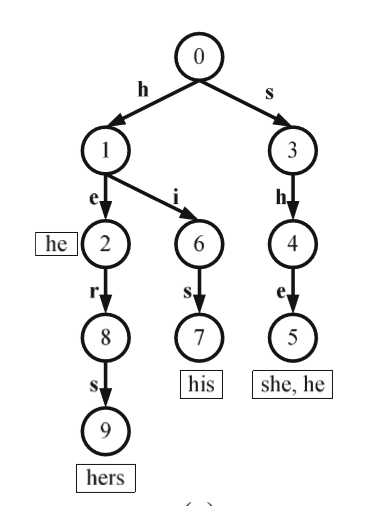 0
h s
1 3
e i h
he 2 6 4
r s e
8 7 5
s his she, he
9
hers